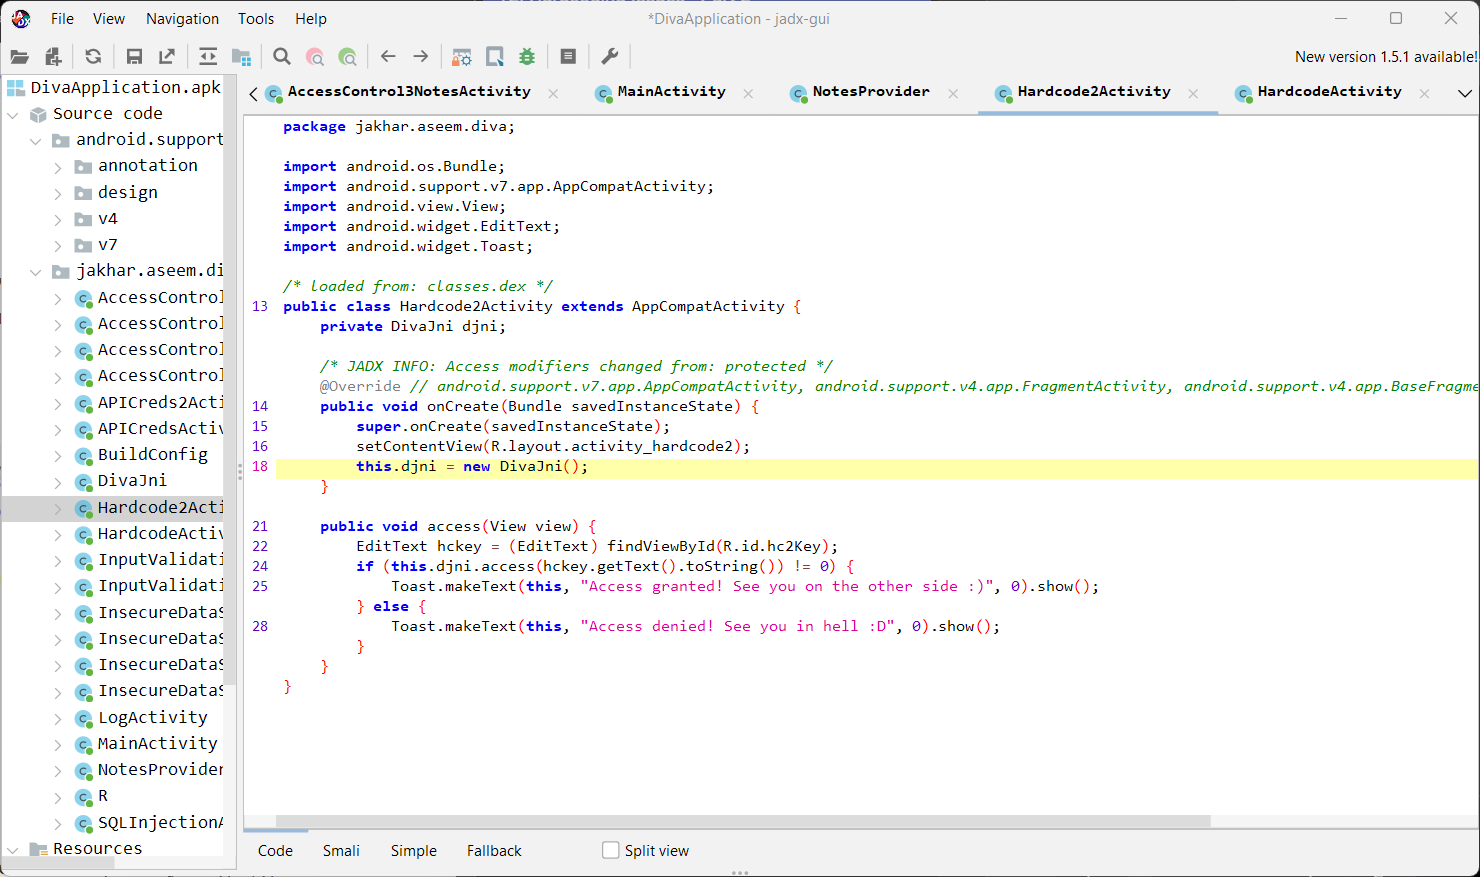 File View Navigation Tools Help
*DivaApplication - jadx-gui
New version 1.5.1 available!
DivaApplication.apk
Source code
android.support
annotation
design
v4
v7
jakhar.aseem.di
AccessControl
AccessControl
AccessControl
AccessControl
APICreds2Acti
APICredsActiv
BuildConfig
DivaJni
Hardcode2Acti
HardcodeActiv
InputValidati
InputValidati
InsecureDataS
InsecureDataS
InsecureDataS
InsecureDataS
LogActivity
MainActivity
NotesProvider
R
SQLInjectionA
Resources
AccessControl3NotesActivity MainActivity NotesProvider Hardcode2Activity HardcodeActivity
package jakhar.aseem.diva;
import android.os.Bundle;
import android.support.v7.app.AppCompatActivity;
import android.view.View;
import android.widget.EditText;
import android.widget.Toast;
/* loaded from: classes.dex */
13 public class Hardcode2Activity extends AppCompatActivity {
private DivaJni djni;
/* JADX INFO: Access modifiers changed from: protected */
@Override // android.support.v7.app.AppCompatActivity, android.support.v4.app.FragmentActivity, android.support.v4.app.BaseFragme
14 public void onCreate(Bundle savedInstanceState) {
15 super.onCreate(savedInstanceState);
16 setContentView(R.layout.activity_hardcode2);
18 this.djni = new DivaJni();
}
21 public void access(View view) {
22 EditText hckey = (EditText) findViewById(R.id.hc2Key);
24 if (this.djni.access(hckey.getText().toString()) != 0) {
25 Toast.makeText(this, "Access granted! See you on the other side :)", 0).show();
} else {
28 Toast.makeText(this, "Access denied! See you in hell :D", 0).show();
}
}
}
Code Smali Simple Fallback Split view